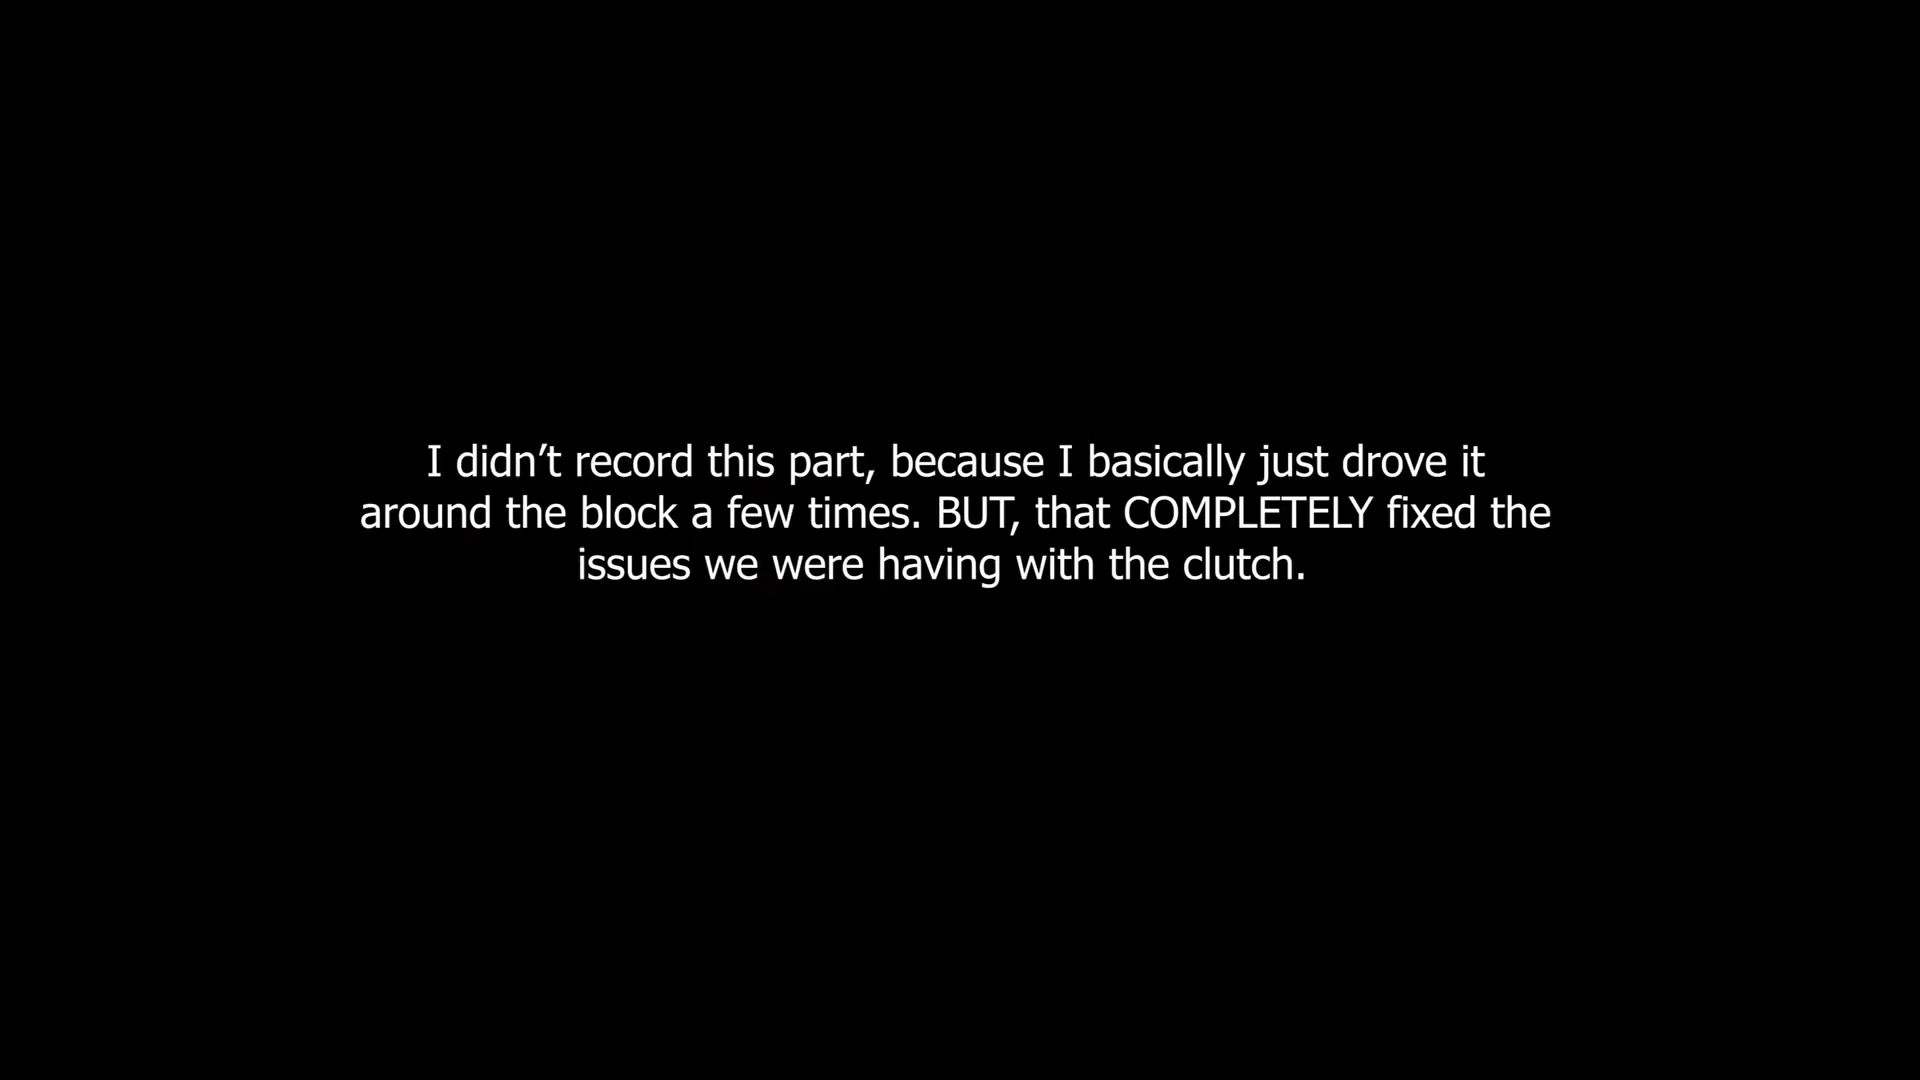 I didn’t record this part, because I basically just drove it
around the block a few times. BUT, that COMPLETELY fixed the
issues we were having with the clutch.